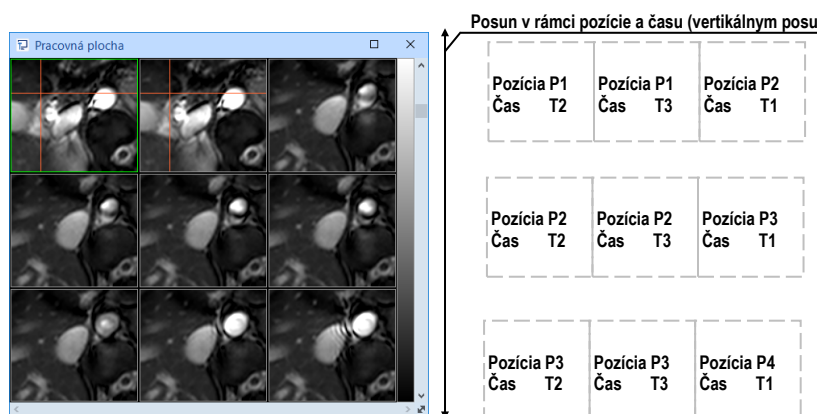 Posun v rámci pozície a času (vertikálnym posu
Pracovná plocha
Pozícia P1 Pozícia P1 Pozícia P2
Čas T2 Čas T3 Čas T1
Pozícia P2 Pozícia P2 Pozícia P3
Čas T2 Čas T3 Čas T1
Pozícia P3 Pozícia P3 Pozícia P4
Čas T2 Čas T3 Čas T1